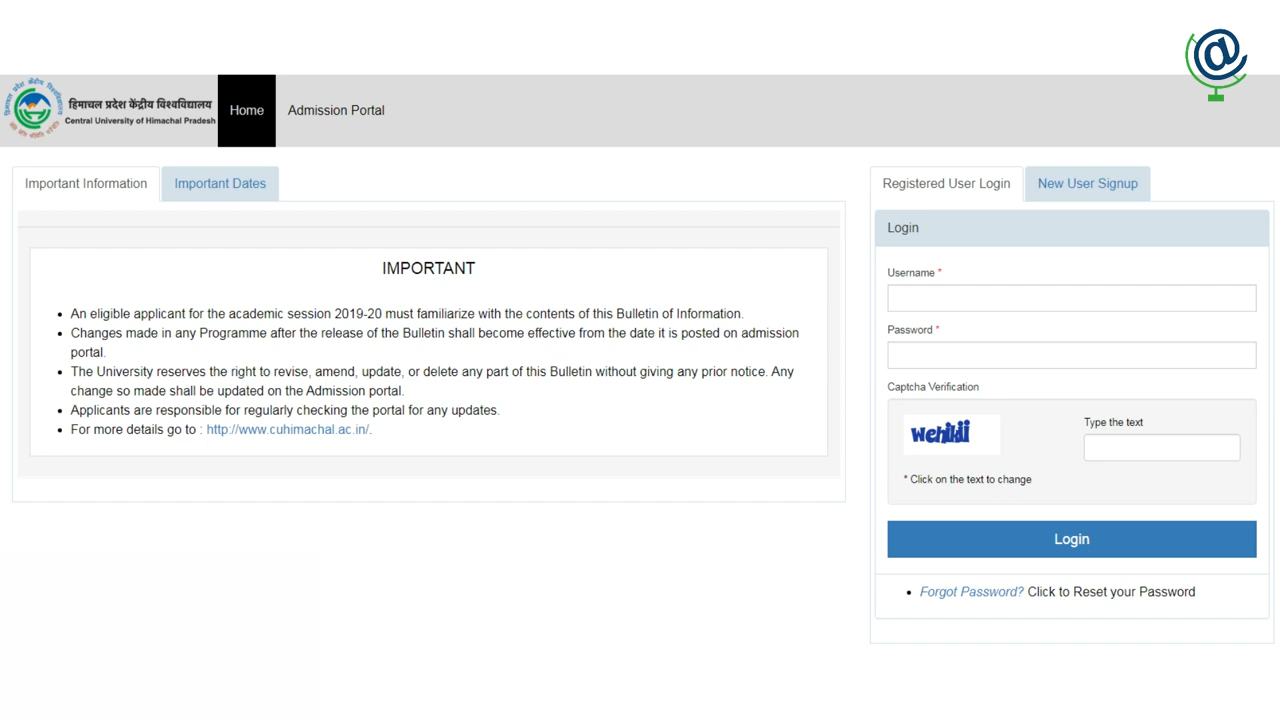 हिमाचल प्रदेश केंद्रीय विश्वविद्यालय
Central University of Himachal Pradesh
Home
Admission Portal
Important Information
Important Dates
IMPORTANT
An eligible applicant for the academic session 2019-20 must familiarize with the contents of this Bulletin of Information.
Changes made in any Programme after the release of the Bulletin shall become effective from the date it is posted on admission
portal.
The University reserves the right to revise, amend, update, or delete any part of this Bulletin without giving any prior notice. Any
change so made shall be updated on the Admission portal.
Applicants are responsible for regularly checking the portal for any updates.
For more details go to : http://www.cuhimachal.ac.in/.
Registered User Login
New User Signup
Login
Username *
Password *
Captcha Verification
wehikii
Type the text
* Click on the text to change
Login
Forgot Password? Click to Reset your Password